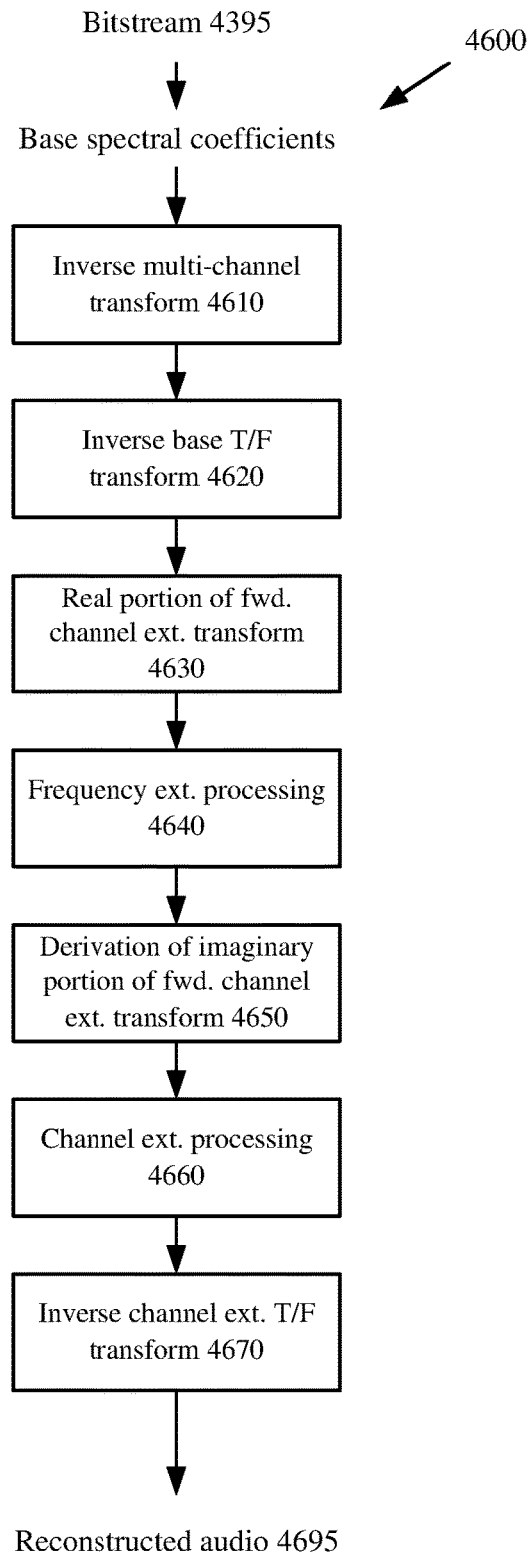 Bitstream 4395
4600
Base spectral coefficients
Inverse multi-channel
transform 4610
Inverse base T/F
transform 4620
Real portion of fwd.
channel ext. transform
4630
Frequency ext. processing
4640
Derivation of imaginary
portion of fwd. channel
ext. transform 4650
Channel ext. processing
4660
Inverse channel ext. T/F
transform 4670
Reconstructed audio 4695